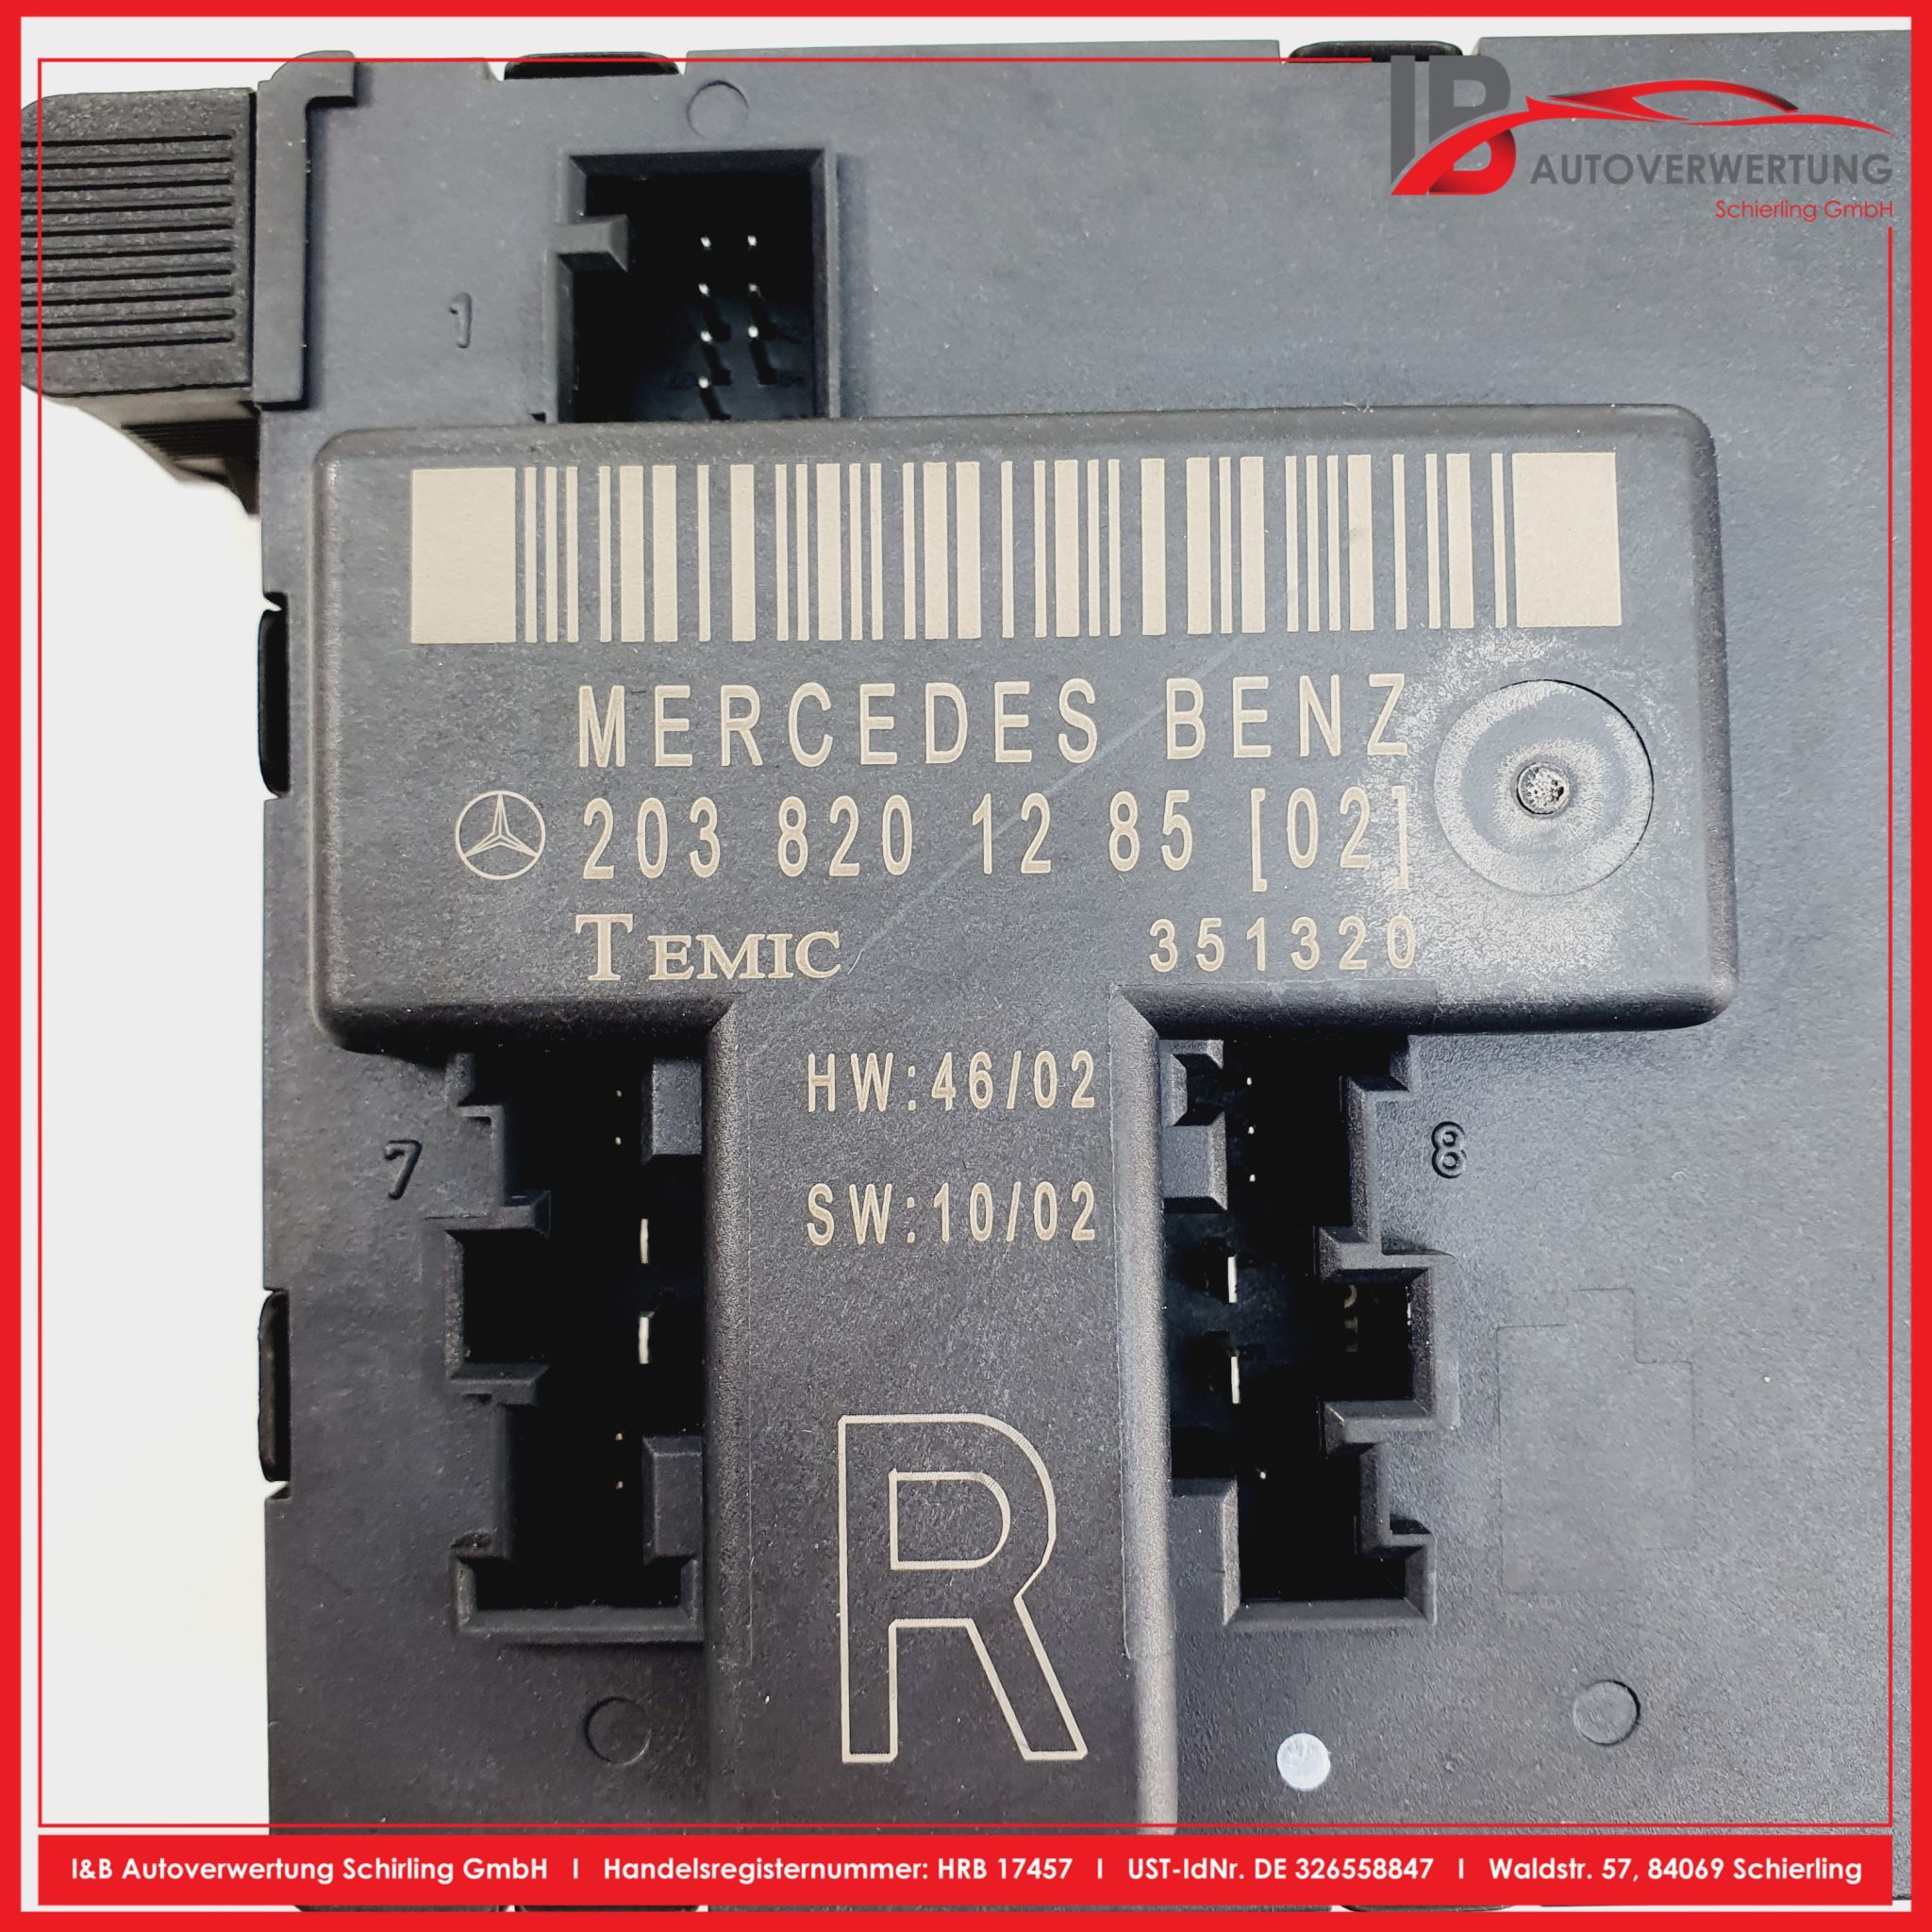 IB
AUTOVERWERTUNG
Schierling GmbH
1
MERCEDES BENZ
203 820 12 85 [02]
TEMIC 351320
HW:46/02
7 8
SW:10/02
R
I&B Autoverwertung Schirling GmbH I Handelsregisternummer: HRB 17457 I UST-IdNr. DE 326558847 I Waldstr. 57, 84069 Schierling